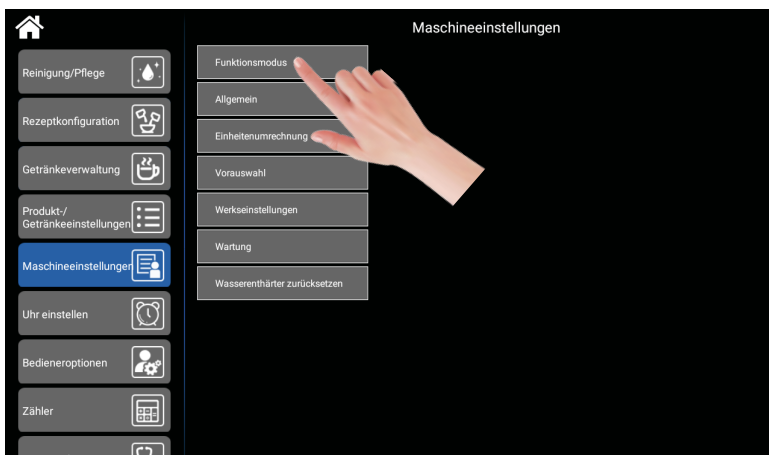 Maschineeinstellungen
Reinigung/Pflege
Rezeptkonfiguration
Getränkeverwaltung
Produkt-/
Getränkeeinstellungen
Maschineeinstellungen
Uhr einstellen
Bedieneroptionen
Zähler
Funktionsmodus
Allgemein
Einheitenumrechnung
Vorauswahl
Werkseinstellungen
Wartung
Wasserenthärter zurücksetzen